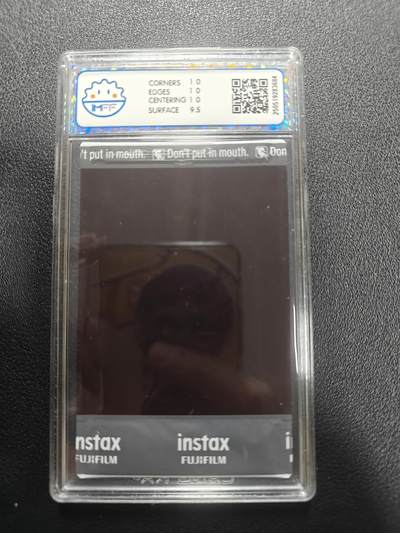 CORNERS 10
EDGES 10
CENTERING 10
SURFACE 9.5
't put in mouth. Don't put in mouth. Don
instax instax
FUJIFILM FUJIFILM